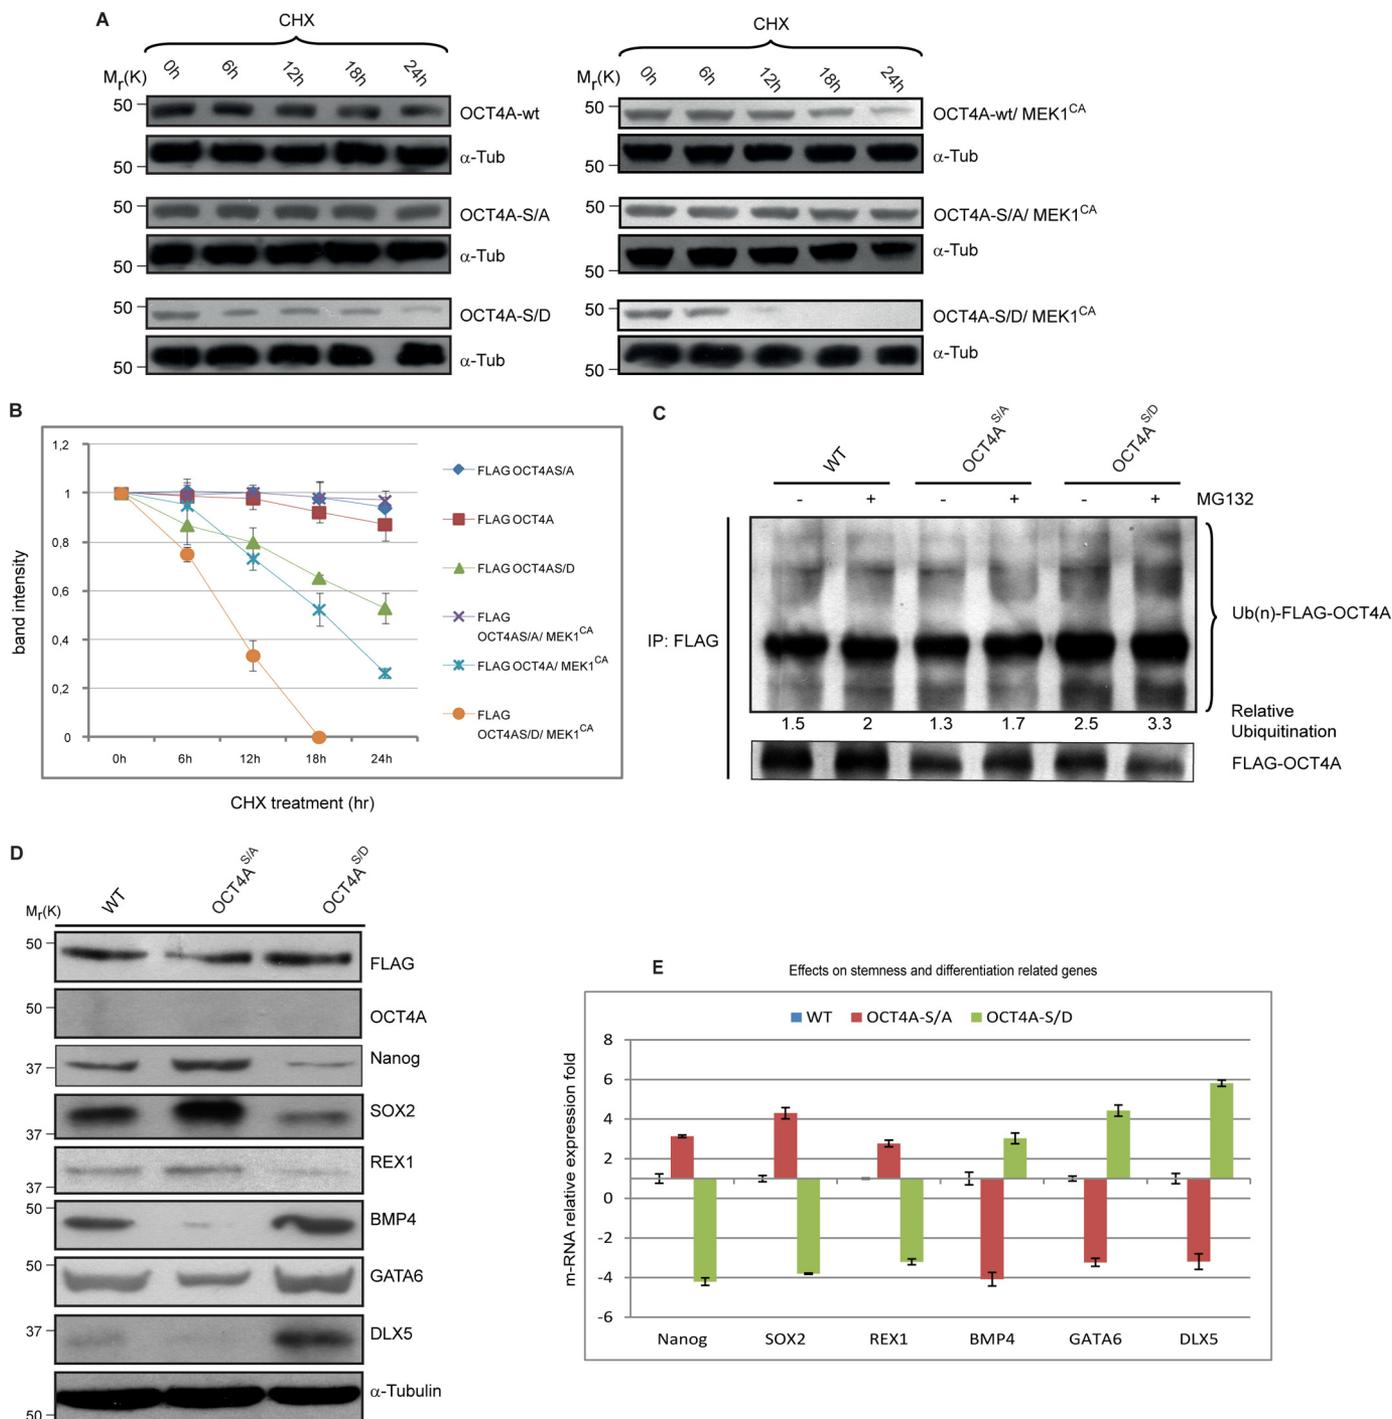 A
CHX
Mr(K) 0h 6h 12h 18h 24h
50
OCT4A-wt
50
α-Tub
50
OCT4A-S/A
50
α-Tub
50
OCT4A-S/D
50
α-Tub
CHX
Mr(K) 0h 6h 12h 18h 24h
50
OCT4A-wt/ MEK1CA
50
α-Tub
50
OCT4A-S/A/ MEK1CA
50
α-Tub
50
OCT4A-S/D/ MEK1CA
50
α-Tub
B
band intensity
1,2
1
0,8
0,6
0,4
0,2
0
0h 6h 12h 18h 24h
CHX treatment (hr)
FLAG OCT4AS/A
FLAG OCT4A
FLAG OCT4AS/D
FLAG
OCT4AS/A/ MEK1CA
FLAG OCT4A/ MEK1CA
FLAG
OCT4AS/D/ MEK1CA
C
WT OCT4AS/A OCT4AS/D
- + - + - + MG132
IP: FLAG
Ub(n)-FLAG-OCT4A
1.5 2 1.3 1.7 2.5 3.3
Relative
Ubiquitination
FLAG-OCT4A
D
WT OCT4AS/A OCT4AS/D
Mr(K)
50
FLAG
50
OCT4A
37
Nanog
37
SOX2
37
REX1
50
BMP4
50
GATA6
37
DLX5
50
α-Tubulin
E
Effects on stemness and differentiation related genes
WT OCT4A-S/A OCT4A-S/D
m-RNA relative expression fold
8
6
4
2
0
-2
-4
-6
Nanog SOX2 REX1 BMP4 GATA6 DLX5